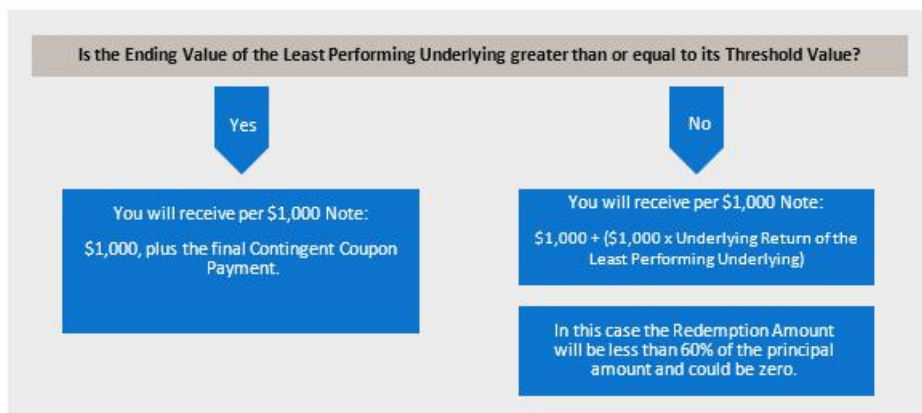 Is the Ending Value of the Least Performing Underlying greater than or equal to its Threshold Value?
Yes
No
You will receive per $1,000 Note:
$1,000, plus the final Contingent Coupon
Payment.
You will receive per $1,000 Note:
$1,000 + ($1,000 x Underlying Return of the
Least Performing Underlying)
In this case the Redemption Amount
will be less than 60% of the principal
amount and could be zero.